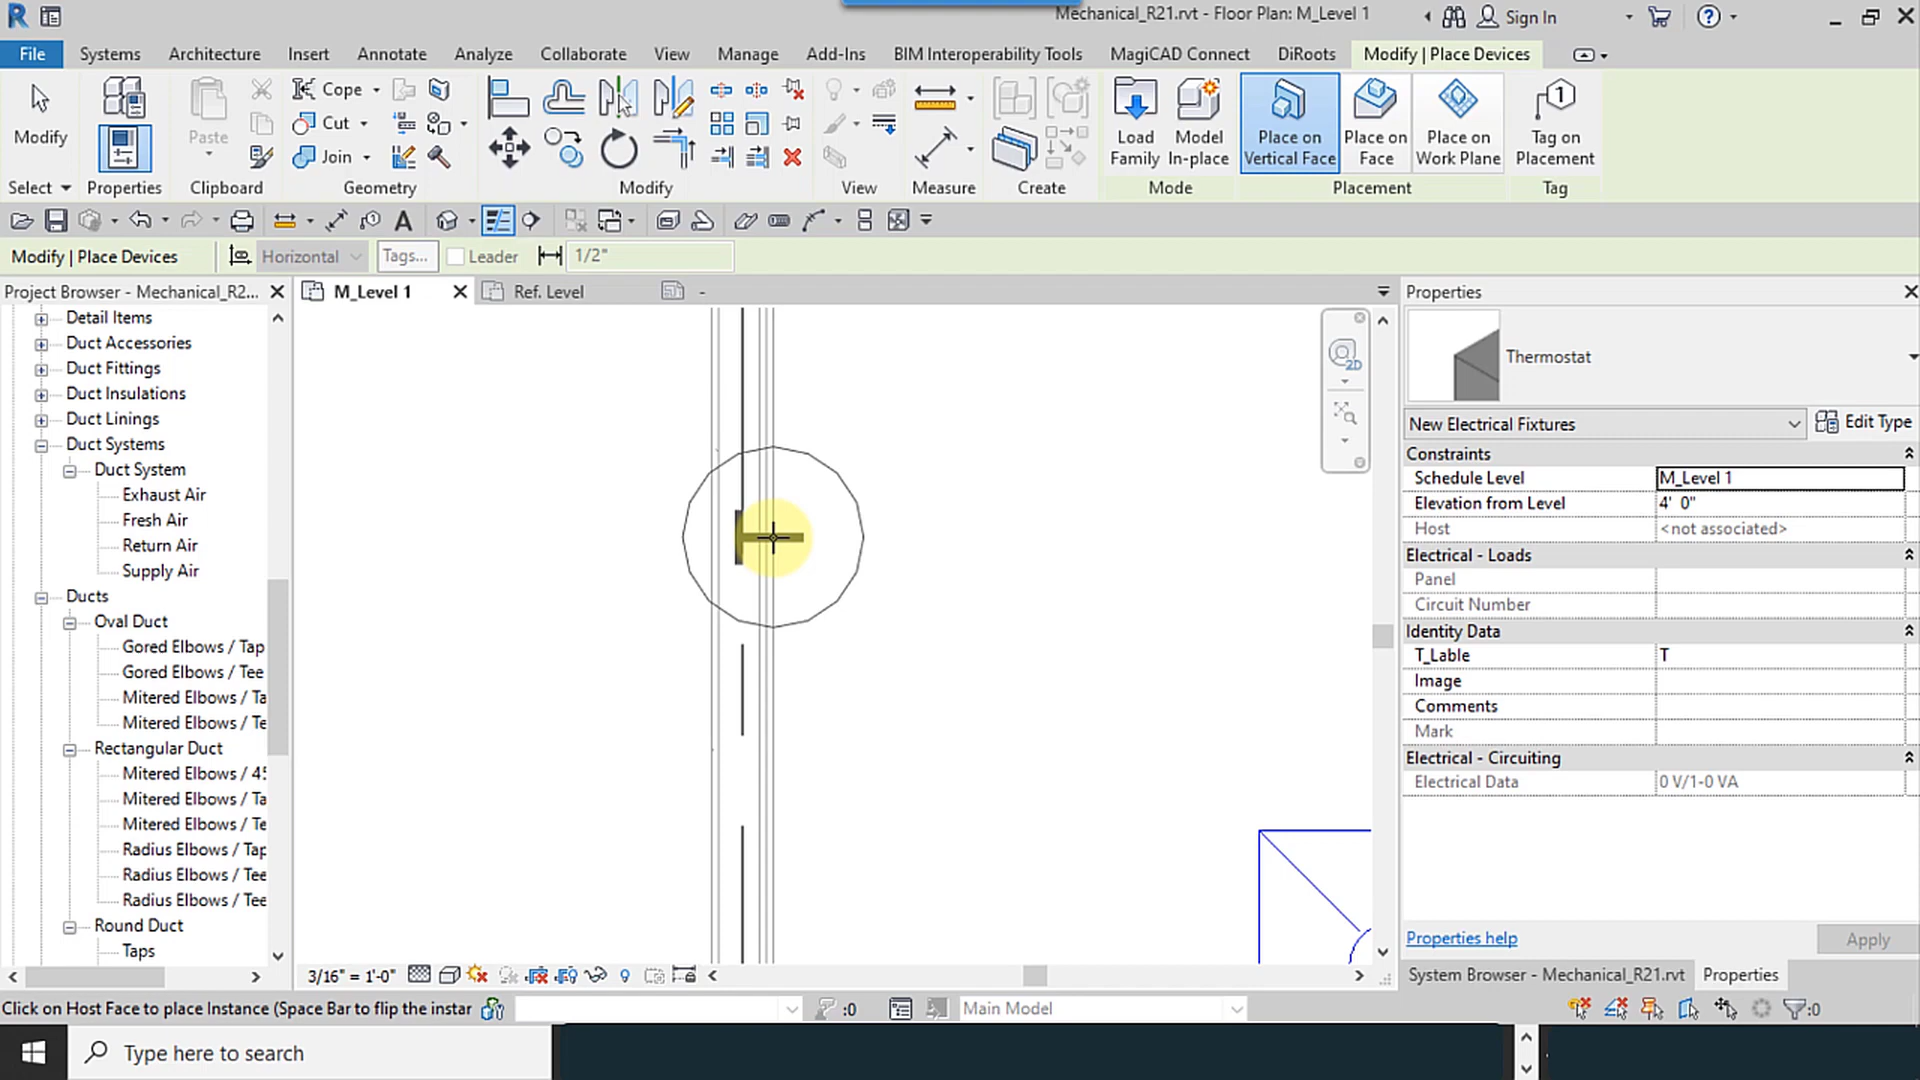 Mechanical_R21.rvt - Floor Plan: M_Level 1
Sign In
File
Systems
Architecture
Insert
Annotate
Analyze
Collaborate
View
Manage
Add-Ins
BIM Interoperability Tools
MagiCAD Connect
DiRoots
Modify | Place Devices
Modify
Paste
Cope
Cut
Join
Load
Family
Model
In-place
Place on
Vertical Face
Place on
Face
Place on
Work Plane
Tag on
Placement
Select
Properties
Clipboard
Geometry
Modify
View
Measure
Create
Mode
Placement
Tag
Modify | Place Devices
Horizontal
Tags...
Leader
1/2"
Project Browser - Mechanical_R2...
M_Level 1
Ref. Level
-
Properties
Detail Items
Duct Accessories
Duct Fittings
Duct Insulations
Duct Linings
Duct Systems
Duct System
Exhaust Air
Fresh Air
Return Air
Supply Air
Ducts
Oval Duct
Gored Elbows / Tap
Gored Elbows / Tee
Mitered Elbows / Ta
Mitered Elbows / Te
Rectangular Duct
Mitered Elbows / 45
Mitered Elbows / Ta
Mitered Elbows / Te
Radius Elbows / Tap
Radius Elbows / Tee
Radius Elbows / Tee
Round Duct
Taps
2D
Thermostat
New Electrical Fixtures
Edit Type
Constraints
Schedule Level M_Level 1
Elevation from Level 4' 0"
Host <not associated>
Electrical - Loads
Panel
Circuit Number
Identity Data
T_Lable T
Image
Comments
Mark
Electrical - Circuiting
Electrical Data 0 V/1-0 VA
Properties help
Apply
System Browser - Mechanical_R21.rvt
Properties
3/16" = 1'-0"
Click on Host Face to place Instance (Space Bar to flip the instar
:0
Main Model
:0
Type here to search